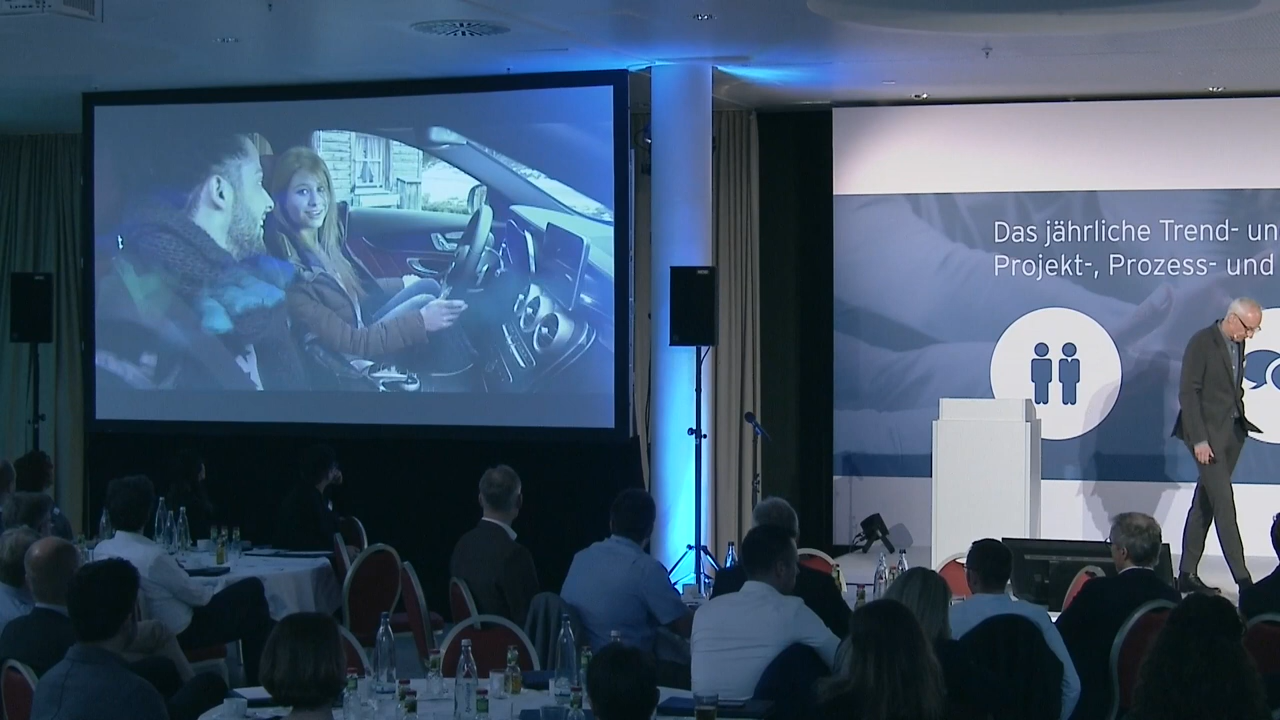 Das jährliche Trend- un
Projekt-, Prozess- und